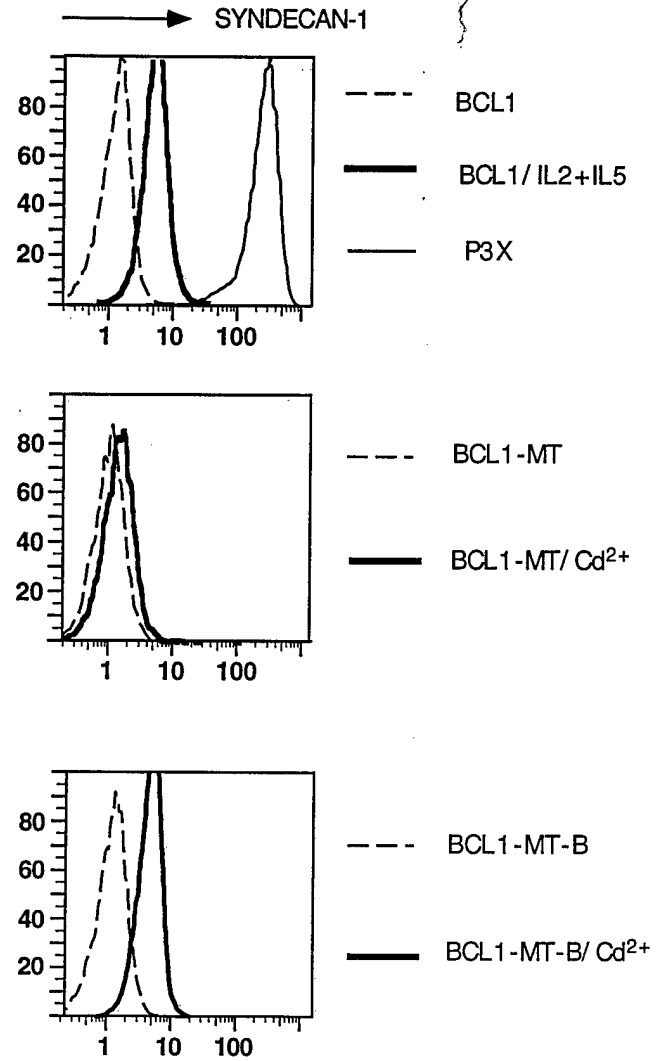 SYNDECAN-1
80
60
40
20
1 10 100
BCL1
BCL1/ IL2+IL5
P3X
80
60
40
20
1 10 100
BCL1-MT
BCL1-MT/ Cd²⁺
80
60
40
20
1 10 100
BCL1-MT-B
BCL1-MT-B/ Cd²⁺